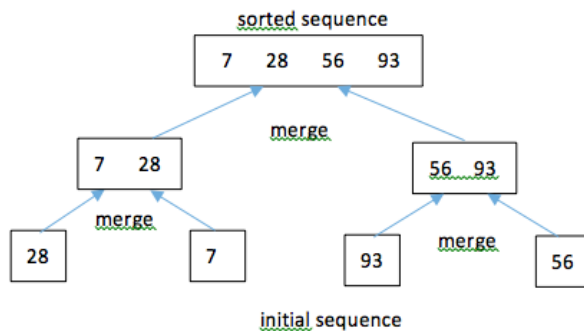 sorted sequence
7 28 56 93
merge
7 28
56 93
merge
merge
28
7
93
56
initial sequence